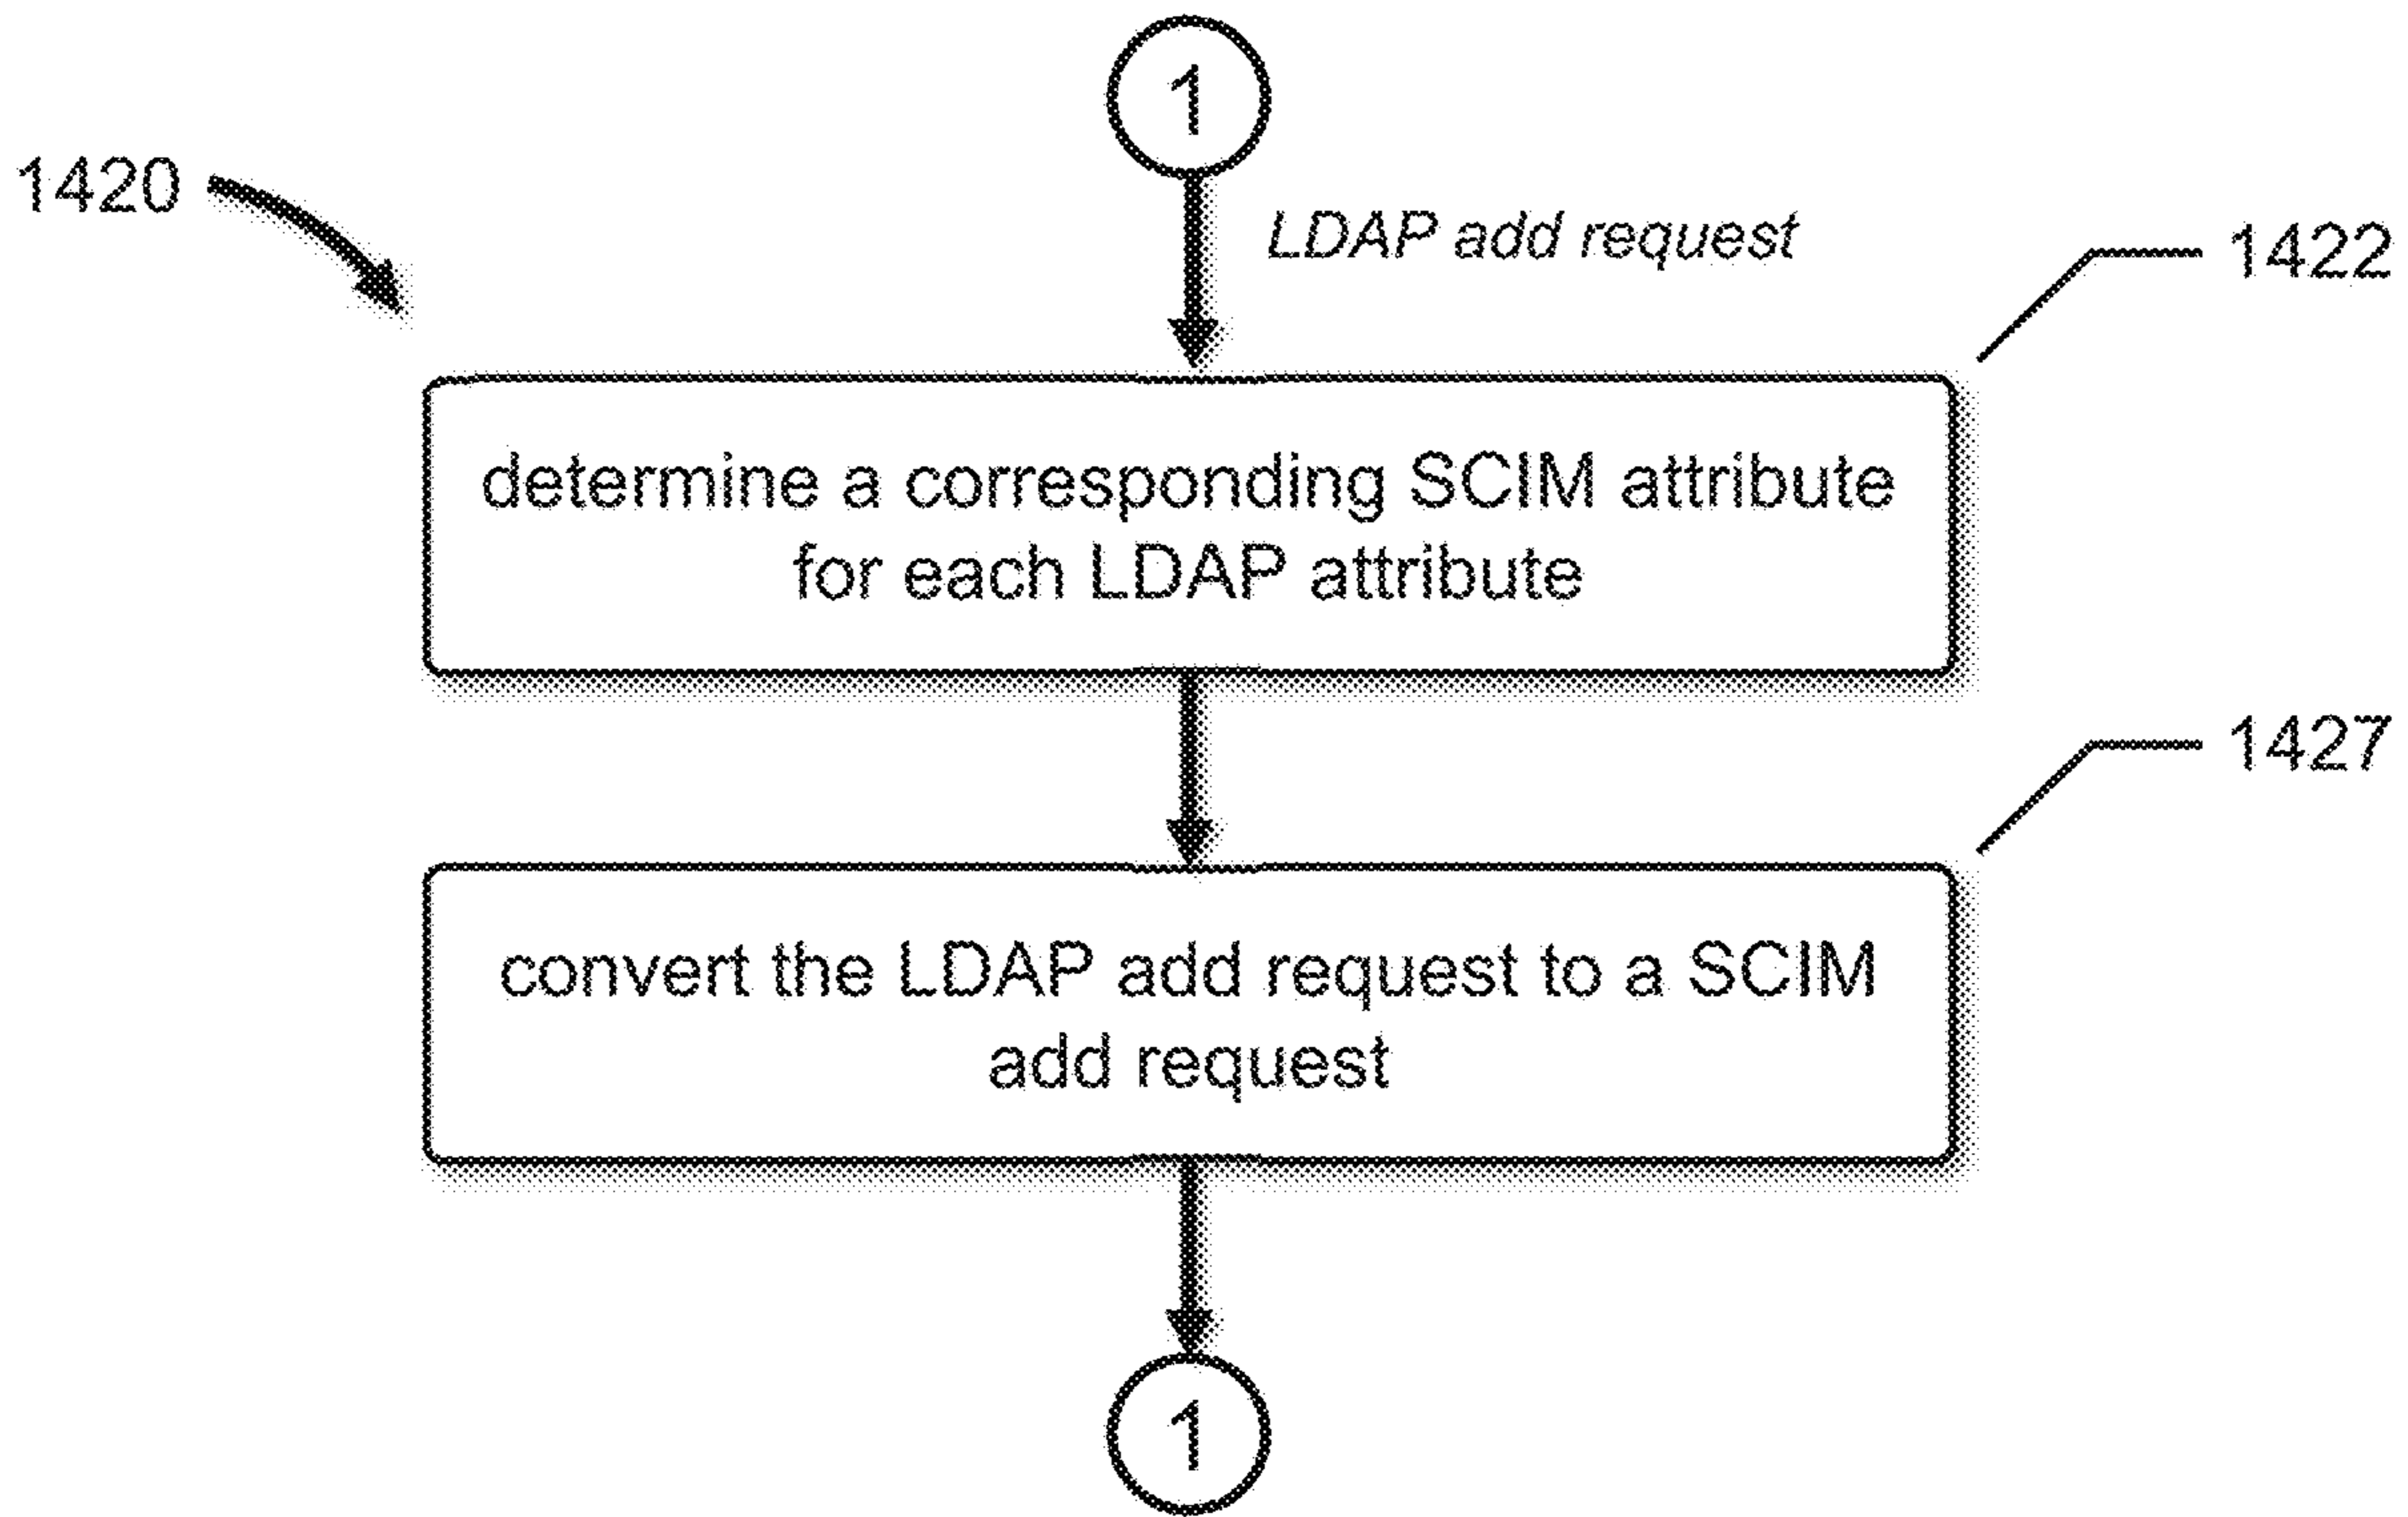 1
1420
LDAP add request
1422
determine a corresponding SCIM attribute
for each LDAP attribute
1427
convert the LDAP add request to a SCIM
add request
1